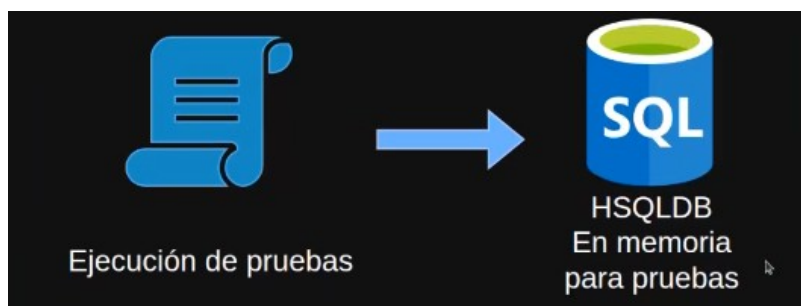 SQL
HSQLDB
En memoria
para pruebas
Ejecución de pruebas